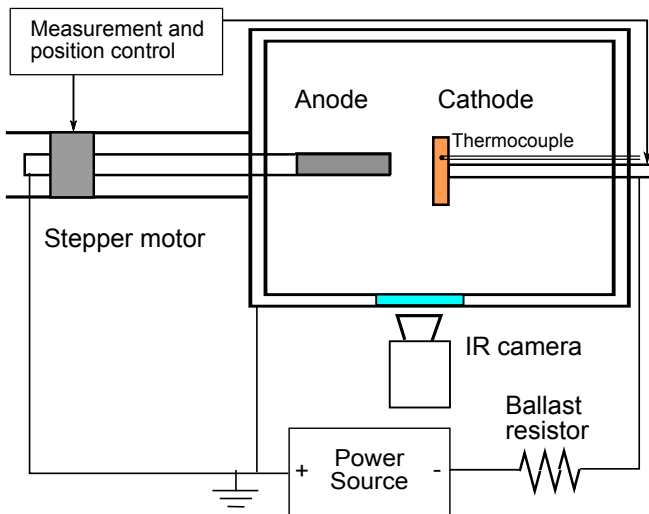 Measurement and
position control
Anode
Cathode
Thermocouple
Stepper motor
IR camera
Ballast
resistor
+ Power -
Source